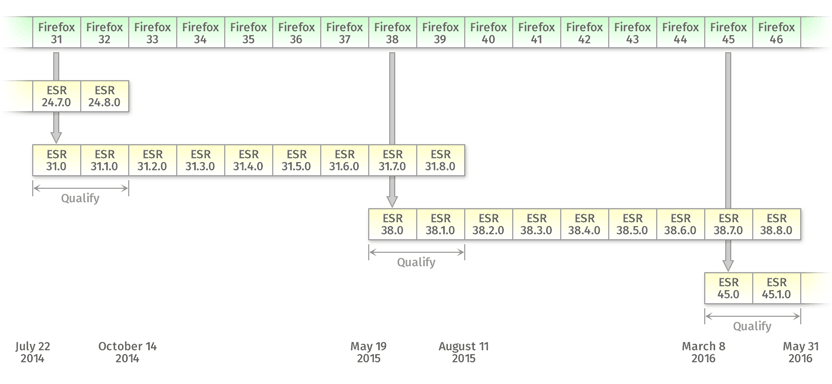 Firefox Firefox Firefox Firefox Firefox Firefox Firefox Firefox Firefox Firefox Firefox Firefox Firefox Firefox Firefox Firefox
31 32 33 34 35 36 37 38 39 40 41 42 43 44 45 46
ESR ESR
24.7.0 24.8.0
ESR ESR ESR ESR ESR ESR ESR ESR ESR
31.0 31.1.0 31.2.0 31.3.0 31.4.0 31.5.0 31.6.0 31.7.0 31.8.0
Qualify
ESR ESR ESR ESR ESR ESR ESR ESR ESR
38.0 38.1.0 38.2.0 38.3.0 38.4.0 38.5.0 38.6.0 38.7.0 38.8.0
Qualify
ESR ESR
45.0 45.1.0
Qualify
July 22 October 14 May 19 August 11 March 8 May 31
2014 2014 2015 2015 2016 2016